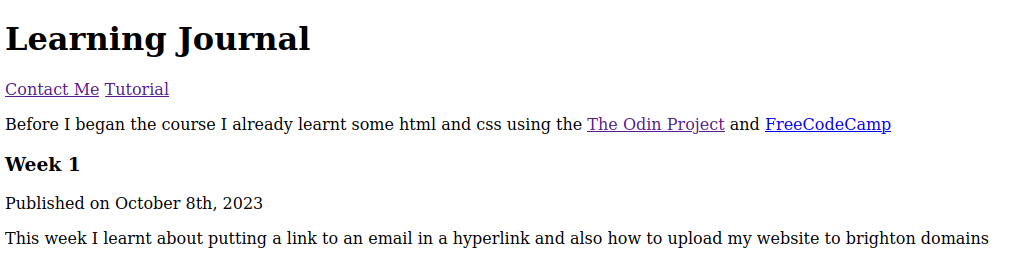 Learning Journal
Contact Me Tutorial
Before I began the course I already learnt some html and css using the The Odin Project and FreeCodeCamp
Week 1
Published on October 8th, 2023
This week I learnt about putting a link to an email in a hyperlink and also how to upload my website to brighton domains